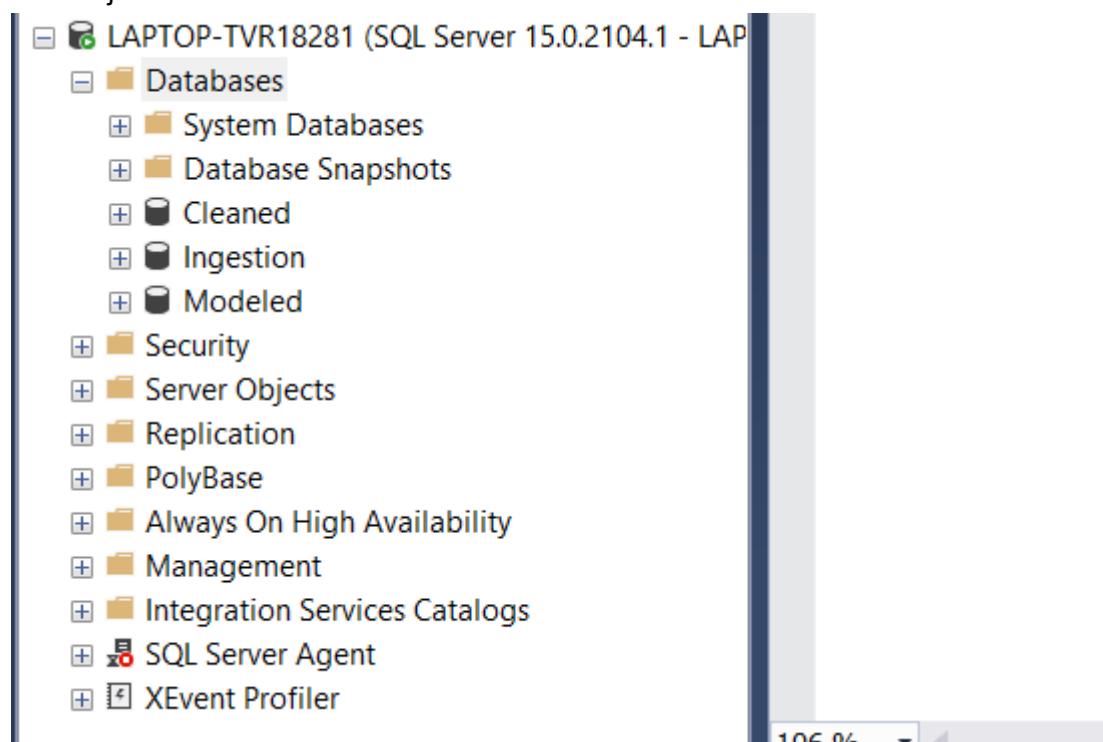 LAPTOP-TVR18281 (SQL Server 15.0.2104.1 - LAP
Databases
System Databases
Database Snapshots
Cleaned
Ingestion
Modeled
Security
Server Objects
Replication
PolyBase
Always On High Availability
Management
Integration Services Catalogs
SQL Server Agent
XEvent Profiler